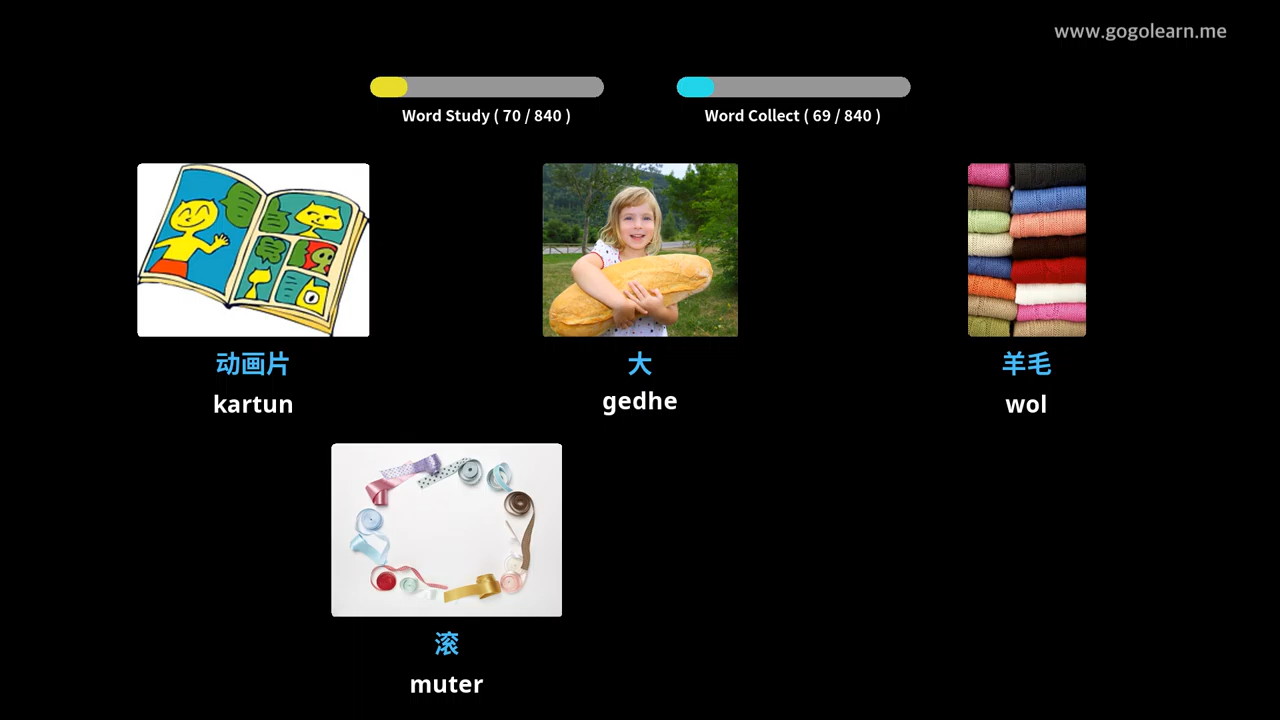 www.gogolearn.me
Word Study ( 70 / 840 )
Word Collect ( 69 / 840 )
动画片
大
羊毛
kartun
gedhe
wol
滚
muter